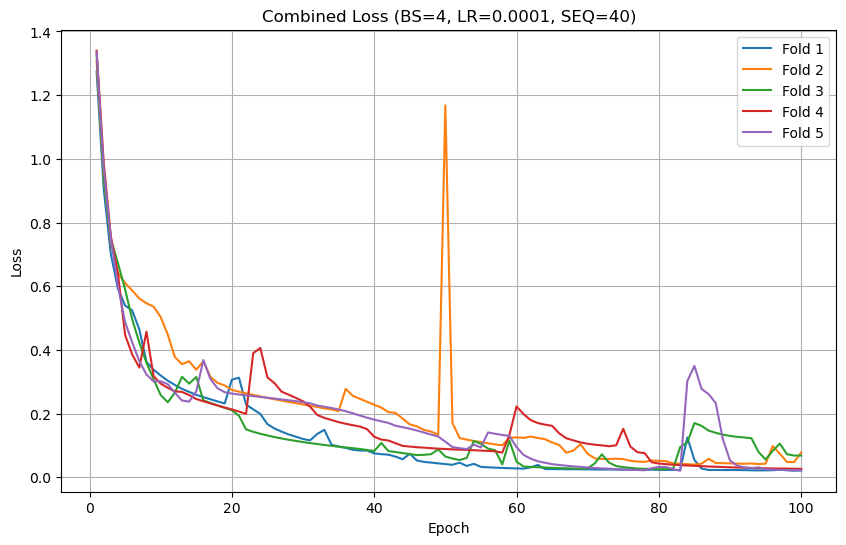 Combined Loss (BS=4, LR=0.0001, SEQ=40)
Loss
1.4
1.2
1.0
0.8
0.6
0.4
0.2
0.0
Fold 1
Fold 2
Fold 3
Fold 4
Fold 5
0 20 40 60 80 100
Epoch